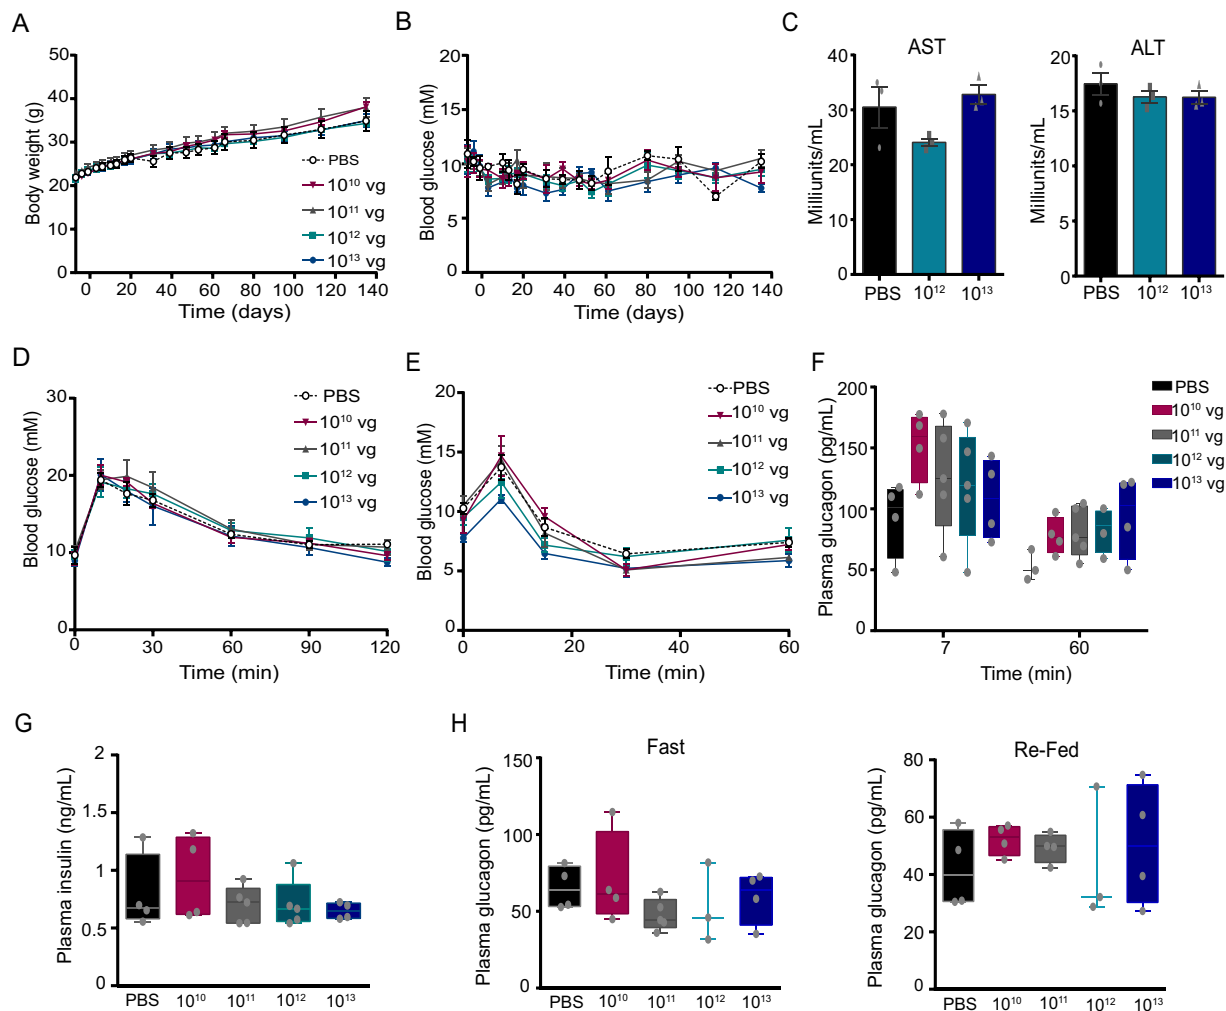 A
Body weight (g)
50
40
30
20
10
0
0 20 40 60 80 100 120 140
Time (days)
PBS
10¹⁰ vg
10¹¹ vg
10¹² vg
10¹³ vg
B
Blood glucose (mM)
20
15
10
5
0
0 20 40 60 80 100 120 140
Time (days)
C
AST
Milliunits/mL
40
30
20
10
0
PBS 10¹² 10¹³
ALT
Milliunits/mL
20
15
10
5
0
PBS 10¹² 10¹³
D
Blood glucose (mM)
30
20
10
0
0 30 60 90 120
Time (min)
PBS
10¹⁰ vg
10¹¹ vg
10¹² vg
10¹³ vg
E
Blood glucose (mM)
20
15
10
5
0
0 20 40 60
Time (min)
PBS
10¹⁰ vg
10¹¹ vg
10¹² vg
10¹³ vg
F
Plasma glucagon (pg/mL)
200
150
100
50
0
7 60
Time (min)
PBS
10¹⁰ vg
10¹¹ vg
10¹² vg
10¹³ vg
G
Plasma insulin (ng/mL)
2
1.5
1
0.5
0
PBS 10¹⁰ 10¹¹ 10¹² 10¹³
H
Fast
Plasma glucagon (pg/mL)
150
100
50
0
PBS 10¹⁰ 10¹¹ 10¹² 10¹³
Re-Fed
Plasma glucagon (pg/mL)
80
60
40
20
0
PBS 10¹⁰ 10¹¹ 10¹² 10¹³